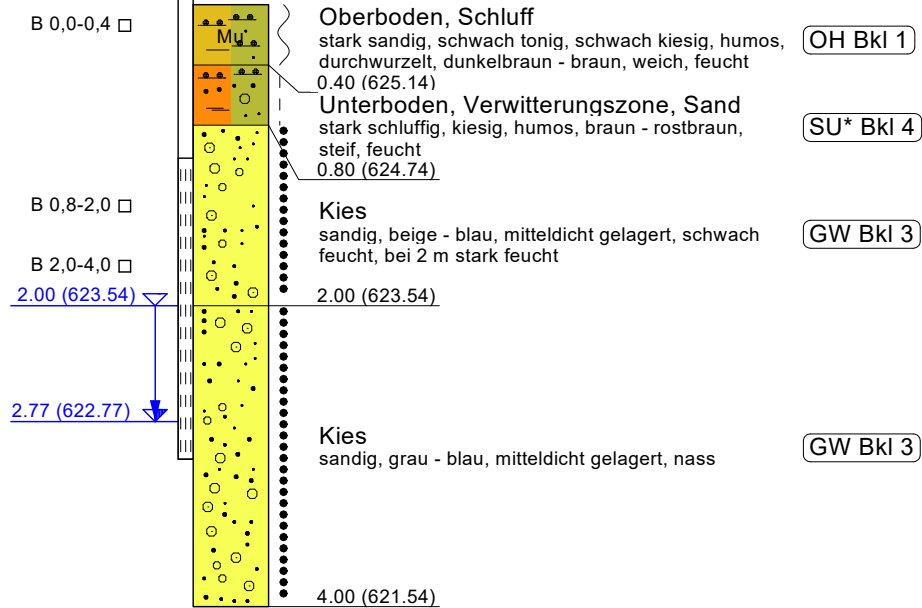 B 0,0-0,4
Mu
Oberboden, Schluff
stark sandig, schwach tonig, schwach kiesig, humos,
durchwurzelt, dunkelbraun - braun, weich, feucht
OH Bkl 1
0.40 (625.14)
Unterboden, Verwitterungszone, Sand
stark schluffig, kiesig, humos, braun - rostbraun,
steif, feucht
SU* Bkl 4
0.80 (624.74)
B 0,8-2,0
Kies
sandig, beige - blau, mitteldicht gelagert, schwach
feucht, bei 2 m stark feucht
GW Bkl 3
B 2,0-4,0
2.00 (623.54)
2.00 (623.54)
2.77 (622.77)
Kies
sandig, grau - blau, mitteldicht gelagert, nass
GW Bkl 3
4.00 (621.54)